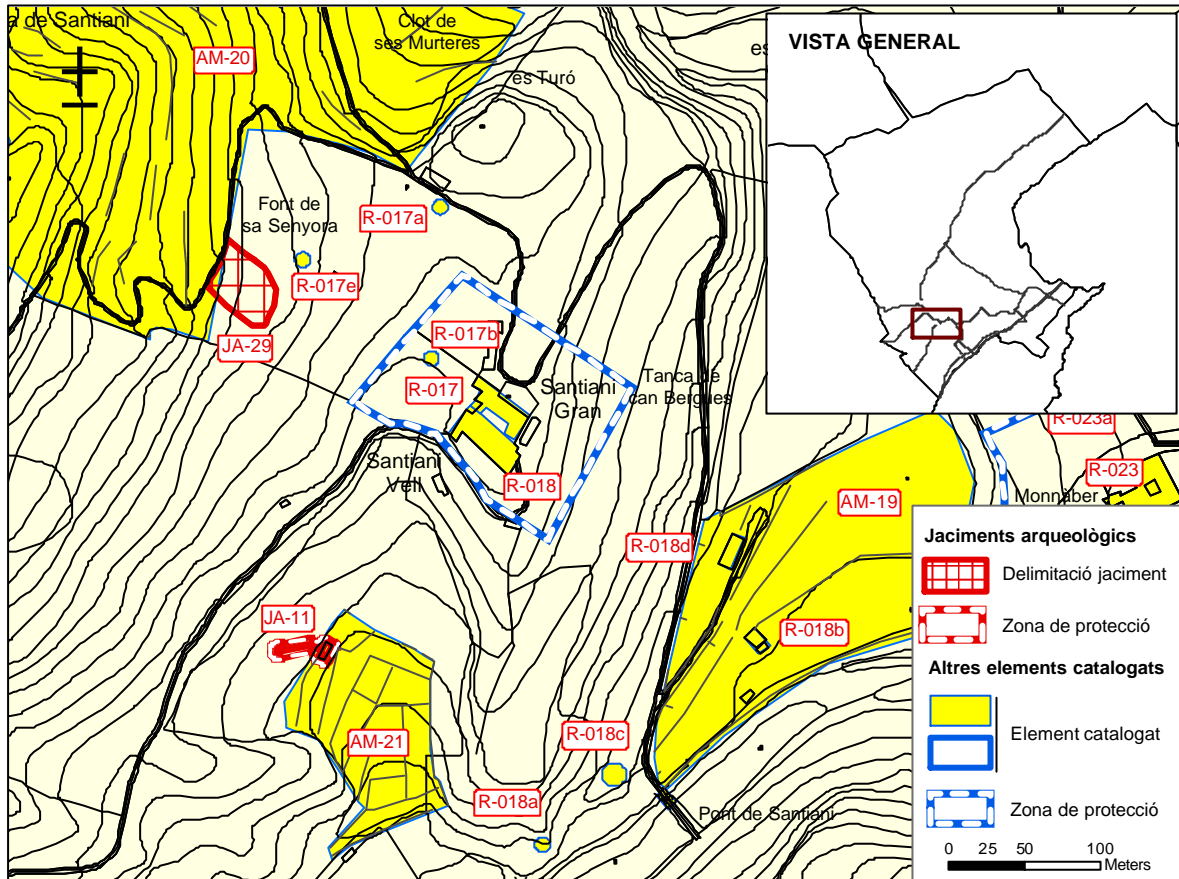 a de Santiani
Clot de
ses Murteres
AM-20
es Turó
es
VISTA GENERAL
Font de
sa Senyora
R-017a
R-017e
JA-29
R-017b
R-017
Santiani
Gran
Tanca de
can Bergues
Santiani
Vell
R-018
R-023a
R-023
AM-19
Monnàber
R-018d
JA-11
R-018b
AM-21
R-018c
R-018a
Pont de Santiani
Jaciments arqueològics
Delimitació jaciment
Zona de protecció
Altres elements catalogats
Element catalogat
Zona de protecció
0 25 50 100
Meters